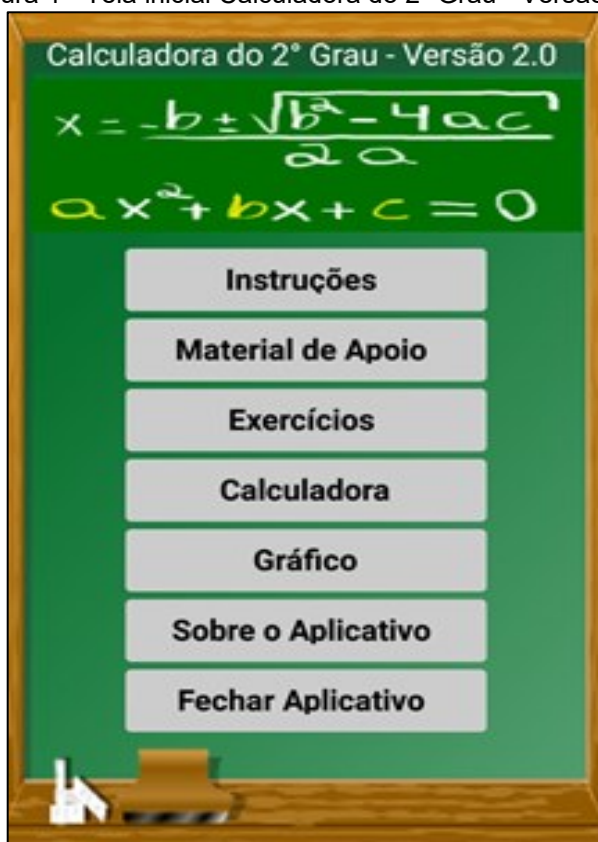 Calculadora do 2° Grau - Versão 2.0
x = -b ± √b² - 4ac
2a
ax² + bx + c = 0
Instruções
Material de Apoio
Exercícios
Calculadora
Gráfico
Sobre o Aplicativo
Fechar Aplicativo